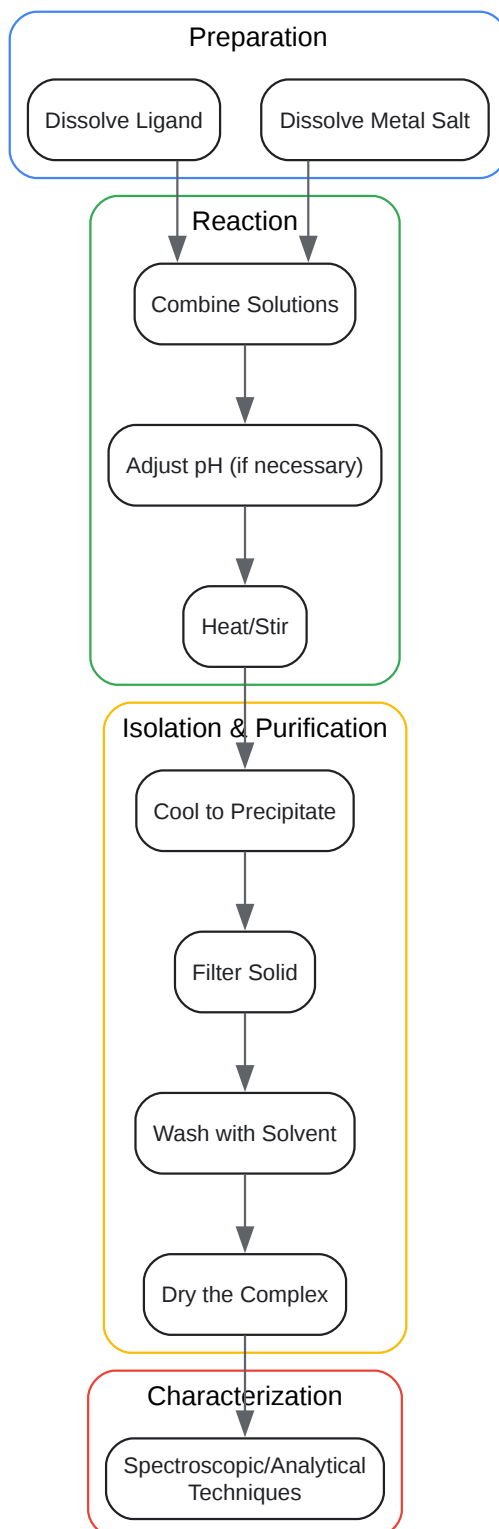 Preparation
Dissolve Ligand
Dissolve Metal Salt
Reaction
Combine Solutions
Adjust pH (if necessary)
Heat/Stir
Isolation & Purification
Cool to Precipitate
Filter Solid
Wash with Solvent
Dry the Complex
Characterization
Spectroscopic/Analytical
Techniques